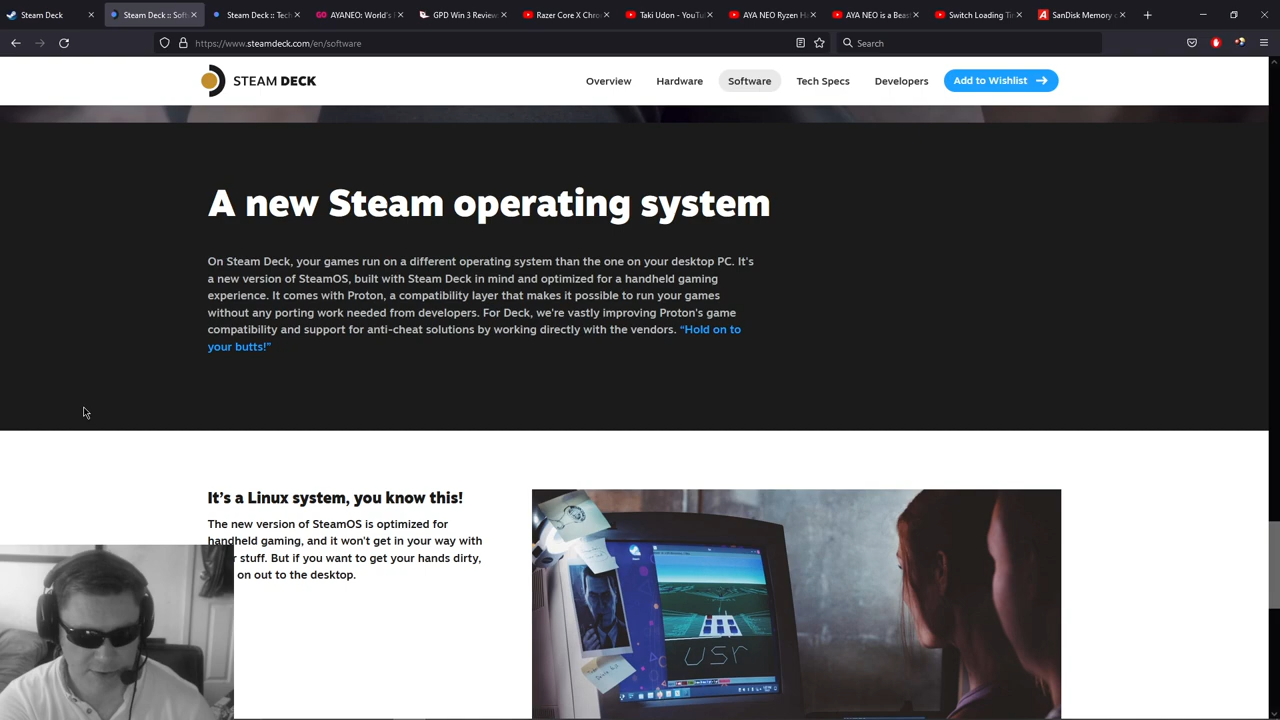 Steam Deck
Steam Deck :: Soft
Steam Deck :: Tech
AYANEO: World's
GPD Win 3 Review
Razer Core X Chro
Taki Udon - YouTu
AYA NEO Ryzen Ha
AYA NEO is a Beas
Switch Loading Ti
SanDisk Memory
https://www.steamdeck.com/en/software
Search
STEAM DECK
Overview
Hardware
Software
Tech Specs
Developers
Add to Wishlist
A new Steam operating system
On Steam Deck, your games run on a different operating system than the one on your desktop PC. It's
a new version of SteamOS, built with Steam Deck in mind and optimized for a handheld gaming
experience. It comes with Proton, a compatibility layer that makes it possible to run your games
without any porting work needed from developers. For Deck, we're vastly improving Proton's game
compatibility and support for anti-cheat solutions by working directly with the vendors. “Hold on to
your butts!”
It’s a Linux system, you know this!
The new version of SteamOS is optimized for
handheld gaming, and it won't get in your way with
stuff. But if you want to get your hands dirty,
on out to the desktop.
usr